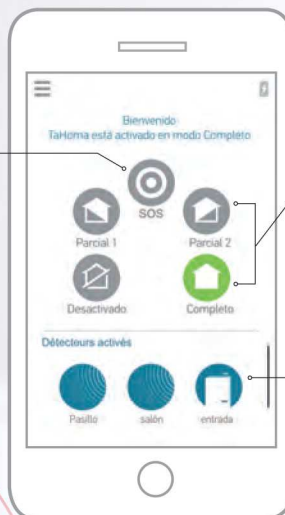 Bienvenido
TaHoma está activado en modo Completo
SOS
Parcial 1
Parcial 2
Desactivado
Completo
Détecteurs activés
Pasillo
salón
entrada